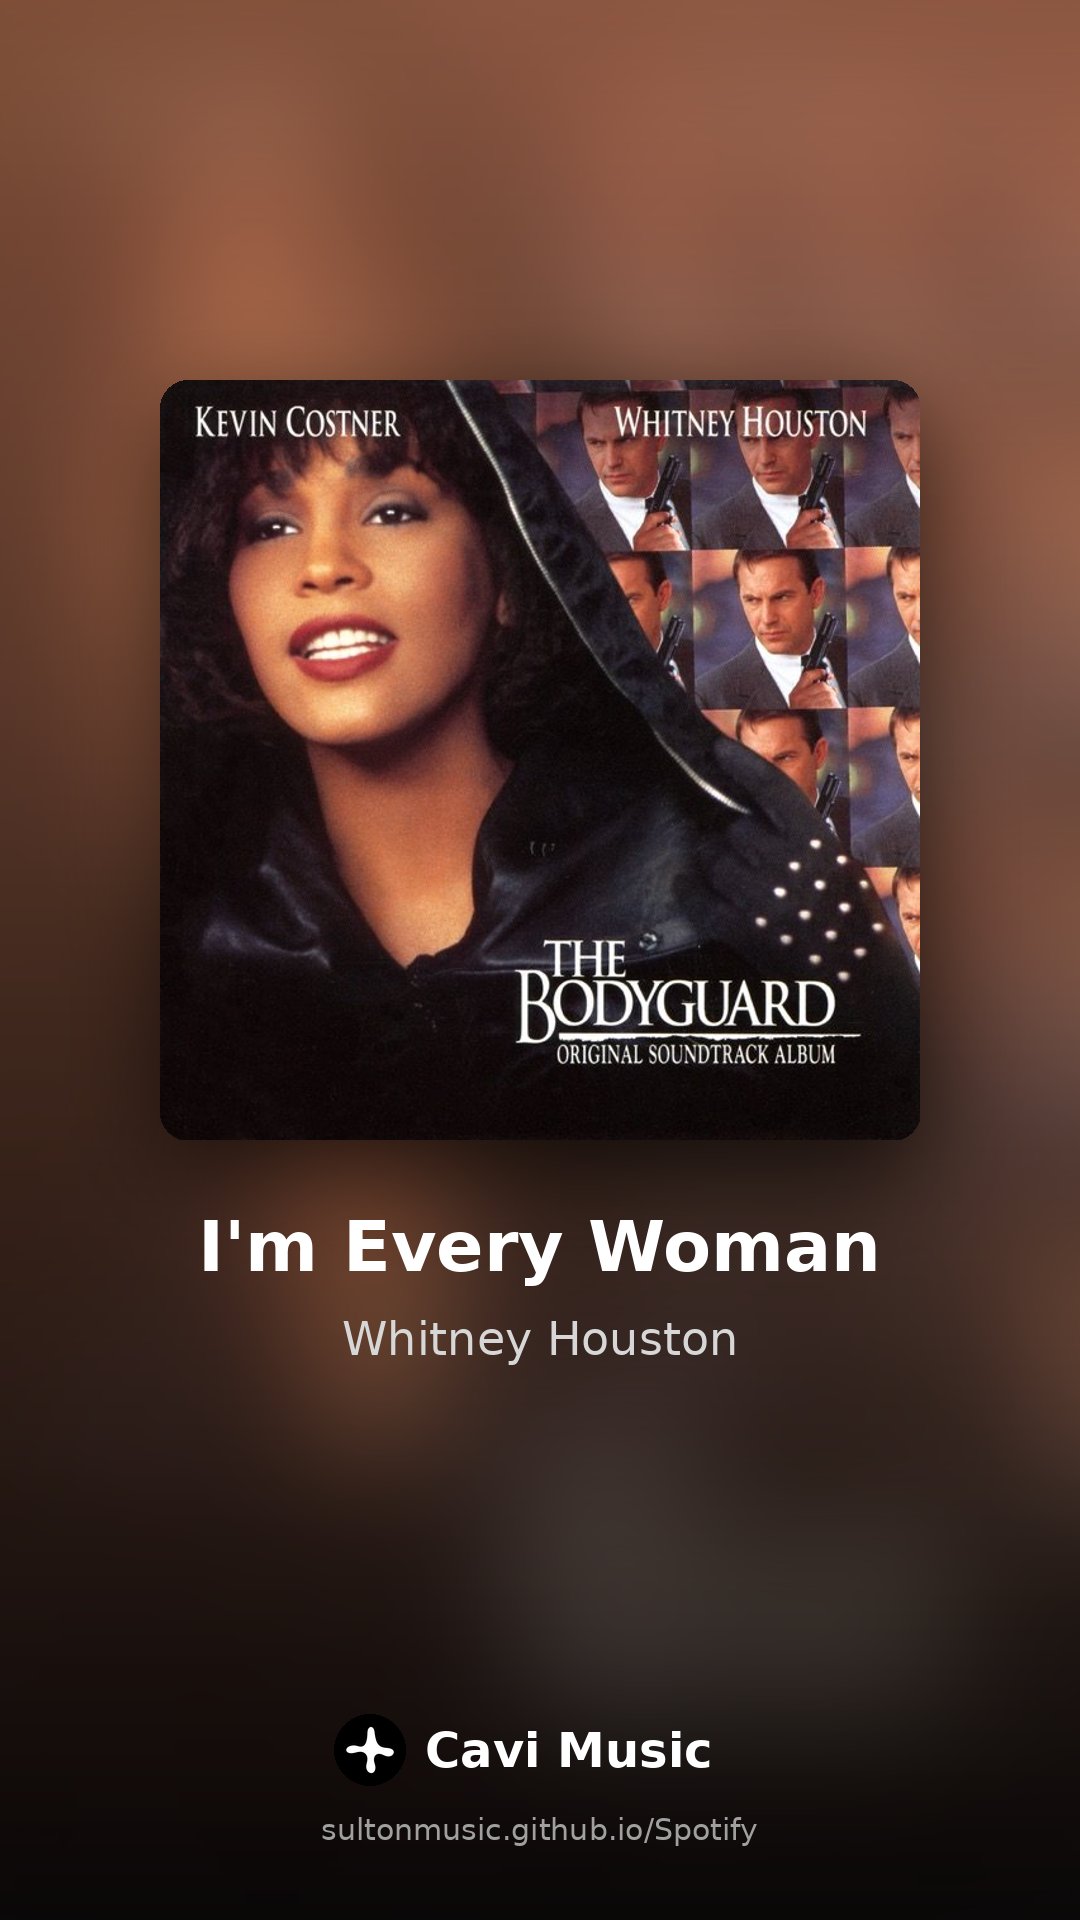 KEVIN COSTNER
WHITNEY HOUSTON
THE
BODYGUARD
ORIGINAL SOUNDTRACK ALBUM
I'm Every Woman
Whitney Houston
Cavi Music
sultonmusic.github.io/Spotify